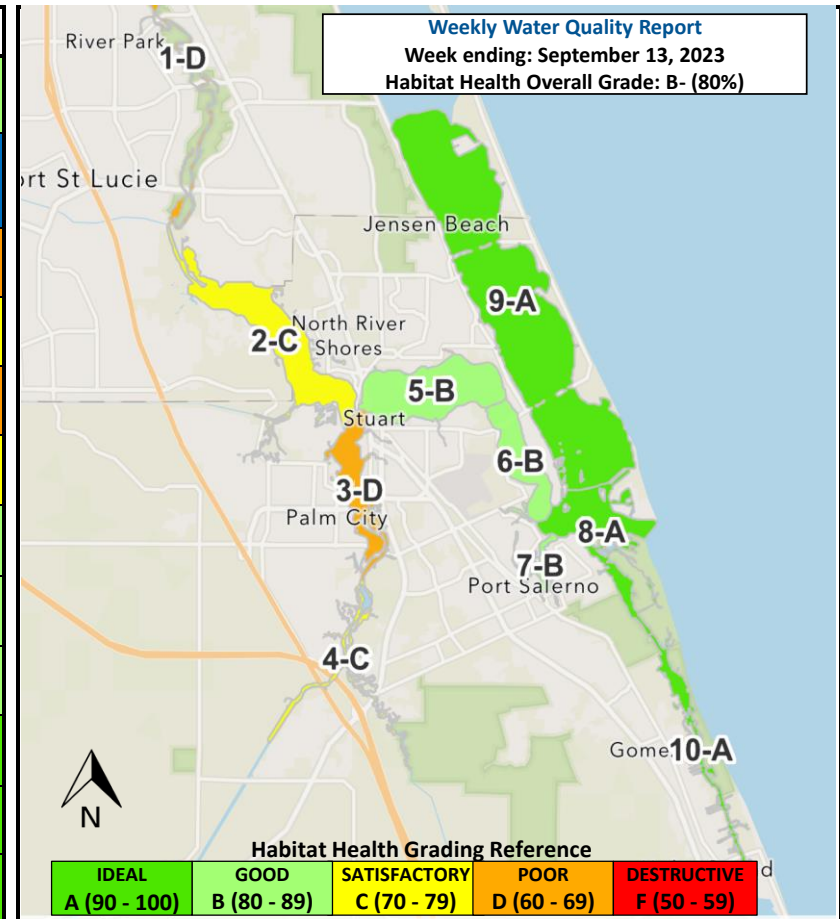 Weekly Water Quality Report
Week ending: September 13, 2023
Habitat Health Overall Grade: B- (80%)
River Park
1-D
ort St Lucie
Jensen Beach
9-A
North River
Shores
2-C
5-B
Stuart
6-B
3-D
Palm City
8-A
7-B
Port Salerno
4-C
Gome
10-A
N
d
Habitat Health Grading Reference
IDEAL GOOD SATISFACTORY POOR DESTRUCTIVE
A (90 - 100) B (80 - 89) C (70 - 79) D (60 - 69) F (50 - 59)